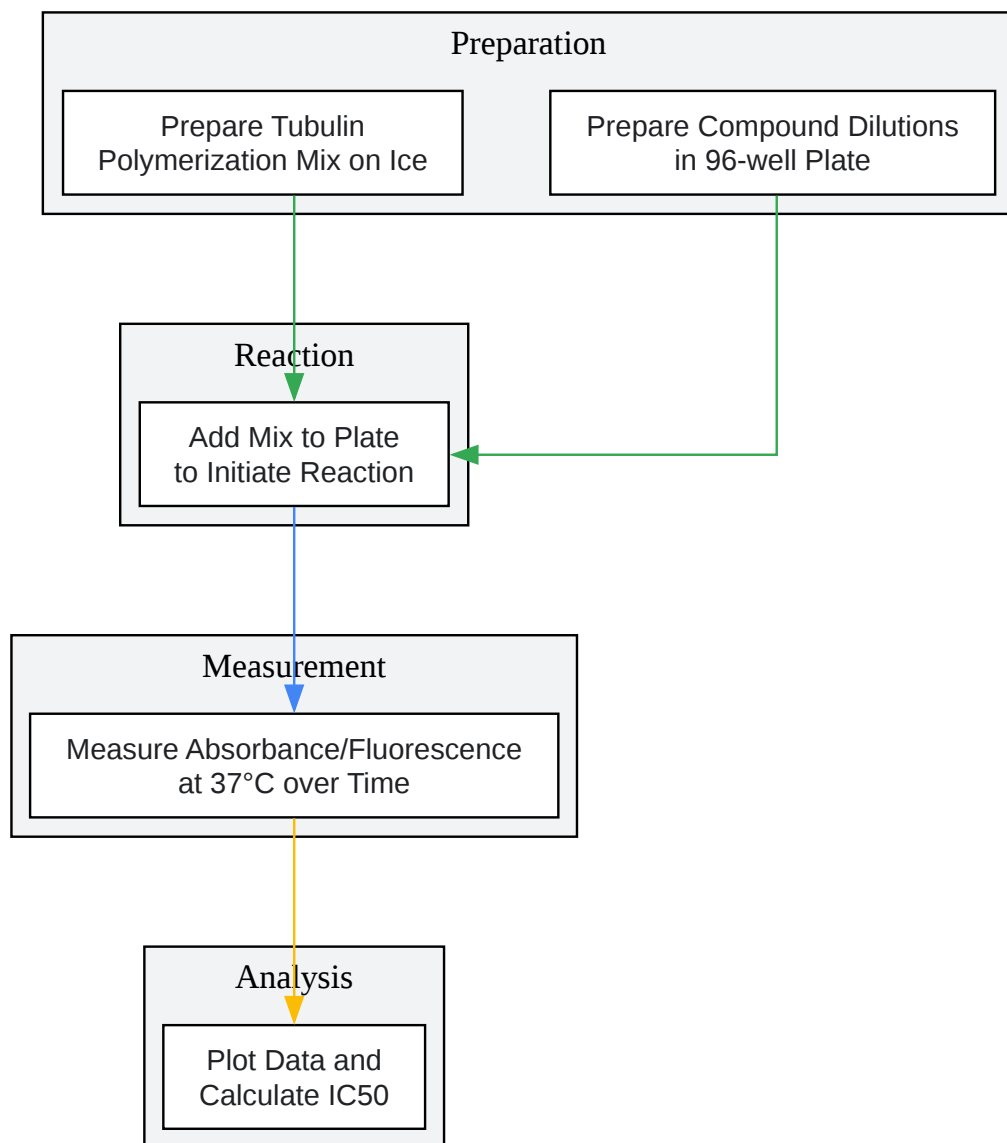 Preparation
Prepare Tubulin
Polymerization Mix on Ice
Prepare Compound Dilutions
in 96-well Plate
Reaction
Add Mix to Plate
to Initiate Reaction
Measurement
Measure Absorbance/Fluorescence
at 37°C over Time
Analysis
Plot Data and
Calculate IC50